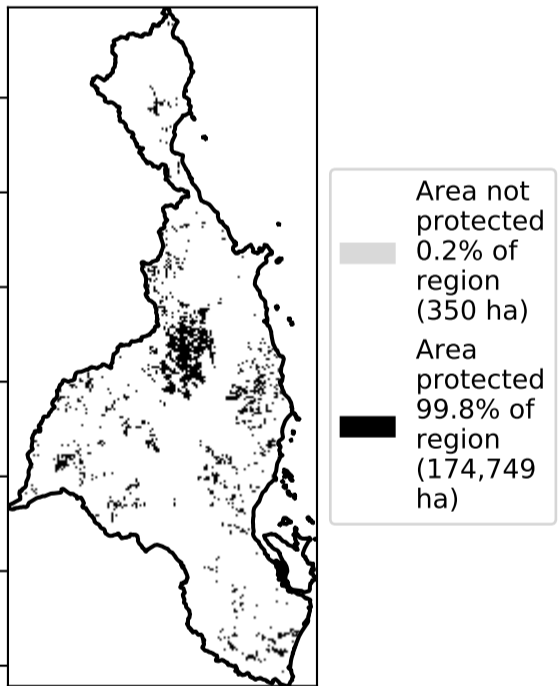 Area not
protected
0.2% of
region
(350 ha)
Area
protected
99.8% of
region
(174,749
ha)